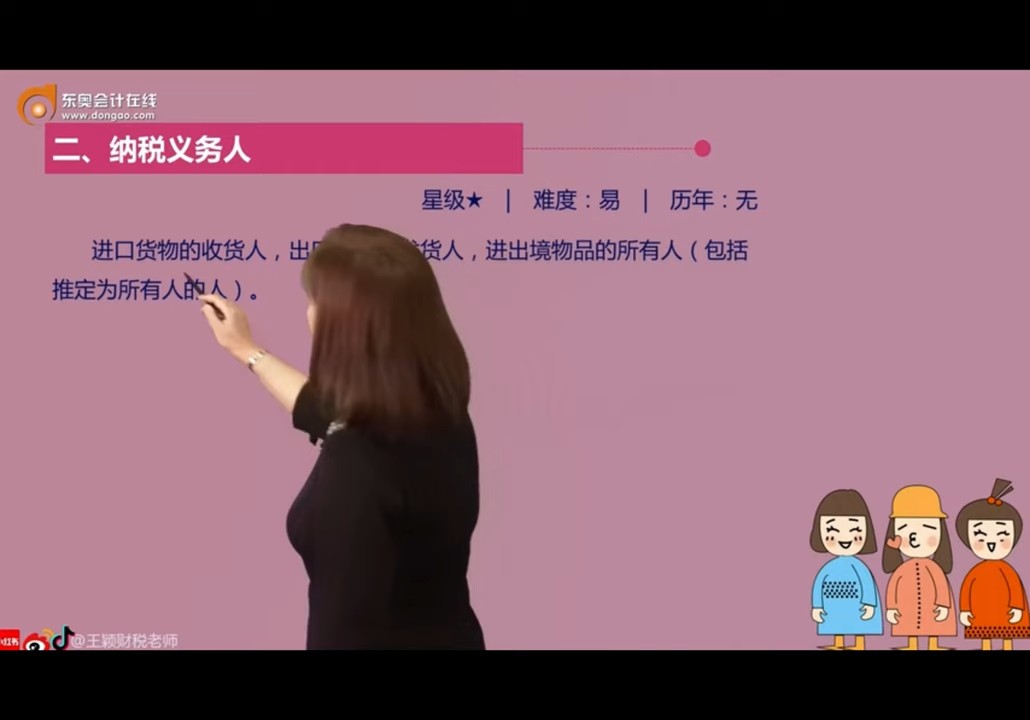 东奥会计在线
www.dongao.com
二、纳税义务人
星级★ | 难度：易 | 历年：无
进口货物的收货人，出 货人，进出境物品的所有人（包括
推定为所有人的人）。
小红书
@王颖财税老师